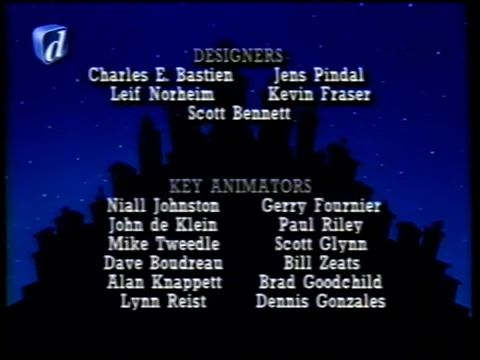 d
DESIGNERS
Charles E. Bastien Jens Pindal
Leif Norheim Kevin Fraser
Scott Bennett
KEY ANIMATORS
Niall Johnston Gerry Fournier
John de Klein Paul Riley
Mike Tweedle Scott Glynn
Dave Boudreau Bill Zeats
Alan Knappett Brad Goodchild
Lynn Reist Dennis Gonzales